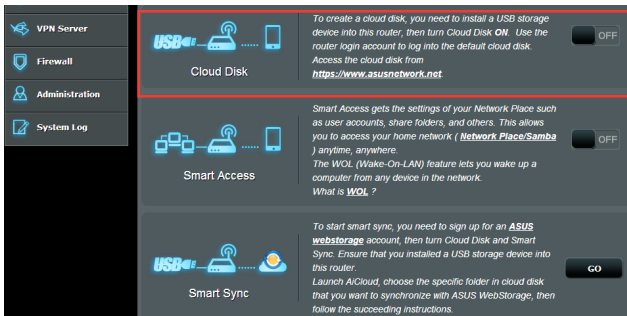 VPN Server
Firewall
Administration
System Log
USB
Cloud Disk
To create a cloud disk, you need to install a USB storage
device into this router, then turn Cloud Disk ON. Use the
router login account to log into the default cloud disk.
Access the cloud disk from
https://www.asusnetwork.net.
OFF
Smart Access
Smart Access gets the settings of your Network Place such
as user accounts, share folders, and others. This allows
you to access your home network ( Network Place/Samba
) anytime, anywhere.
The WOL (Wake-On-LAN) feature lets you wake up a
computer from any device in the network.
What is WOL ?
OFF
USB
Smart Sync
To start smart sync, you need to sign up for an ASUS
webstorage account, then turn Cloud Disk and Smart
Sync. Ensure that you installed a USB storage device into
this router.
Launch AiCloud, choose the specific folder in cloud disk
that you want to synchronize with ASUS WebStorage, then
follow the succeeding instructions.
GO